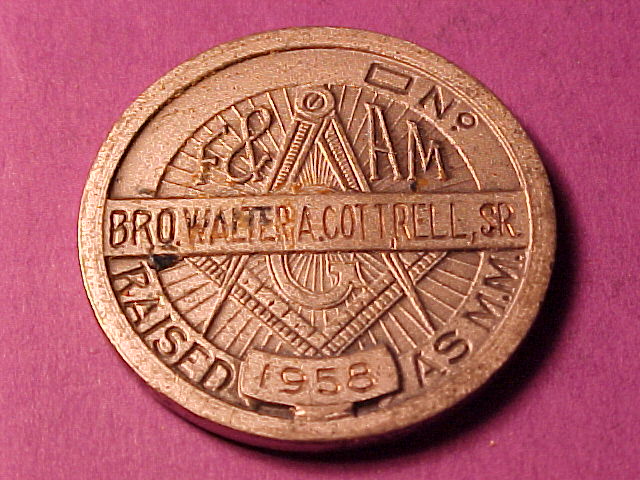 ▭ No.
F & AM
BRO. WALTER A. COTTRELL, SR.
RAISED AS M.M.
1958
G